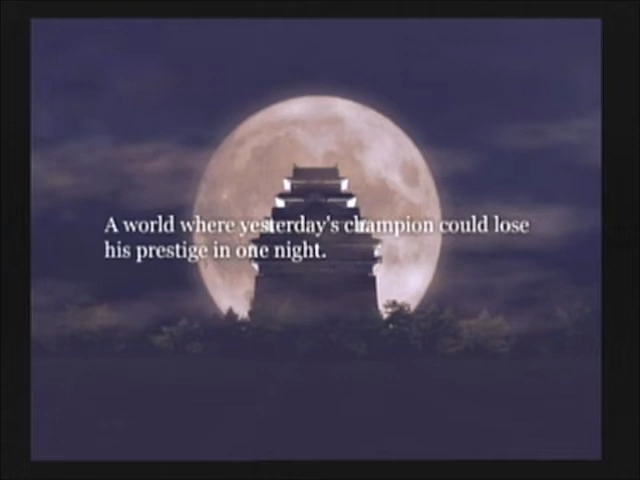 A world where yesterday's champion could lose
his prestige in one night.